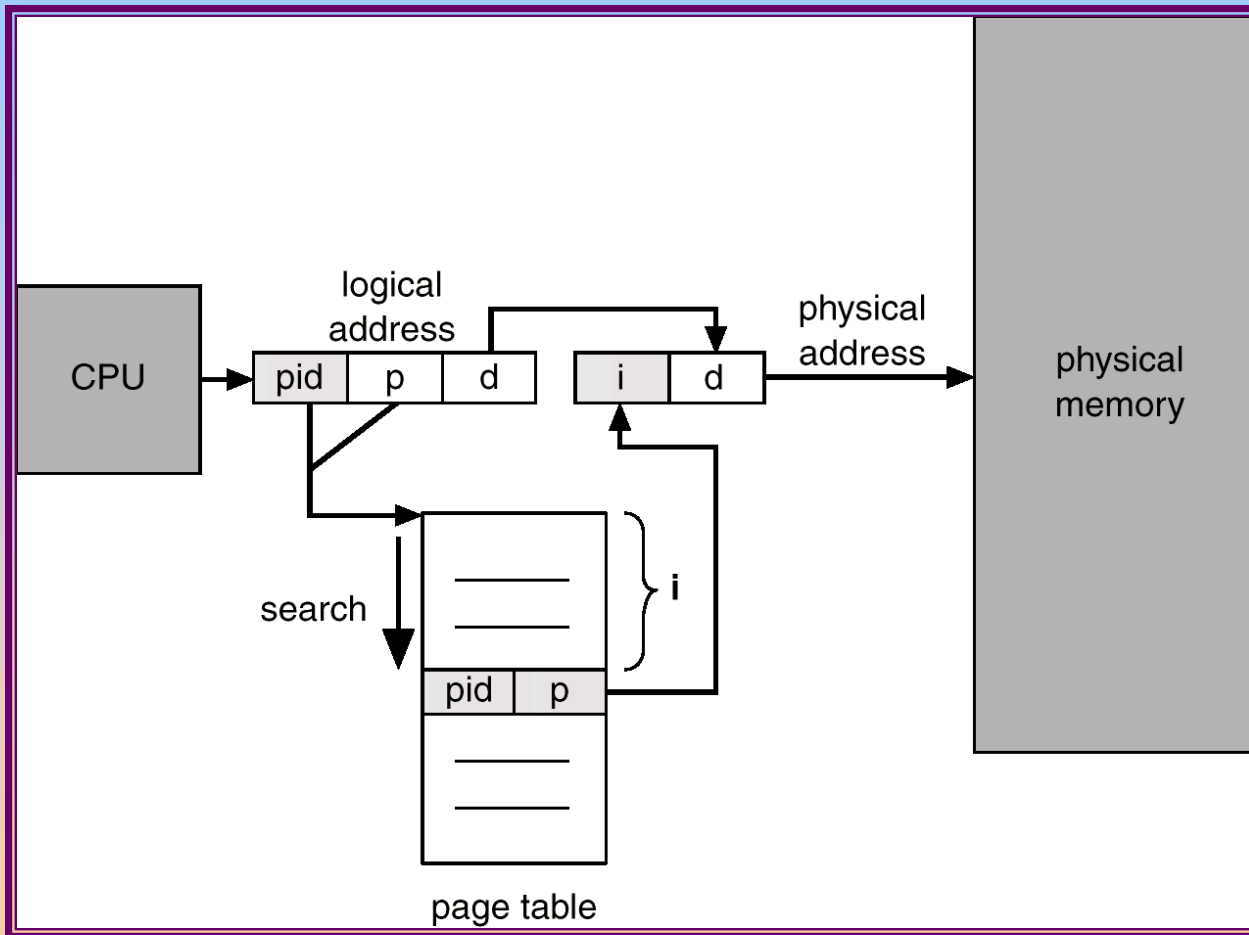 logical
address
physical
address
CPU
pid p d
i d
physical
memory
i
search
pid p
page table